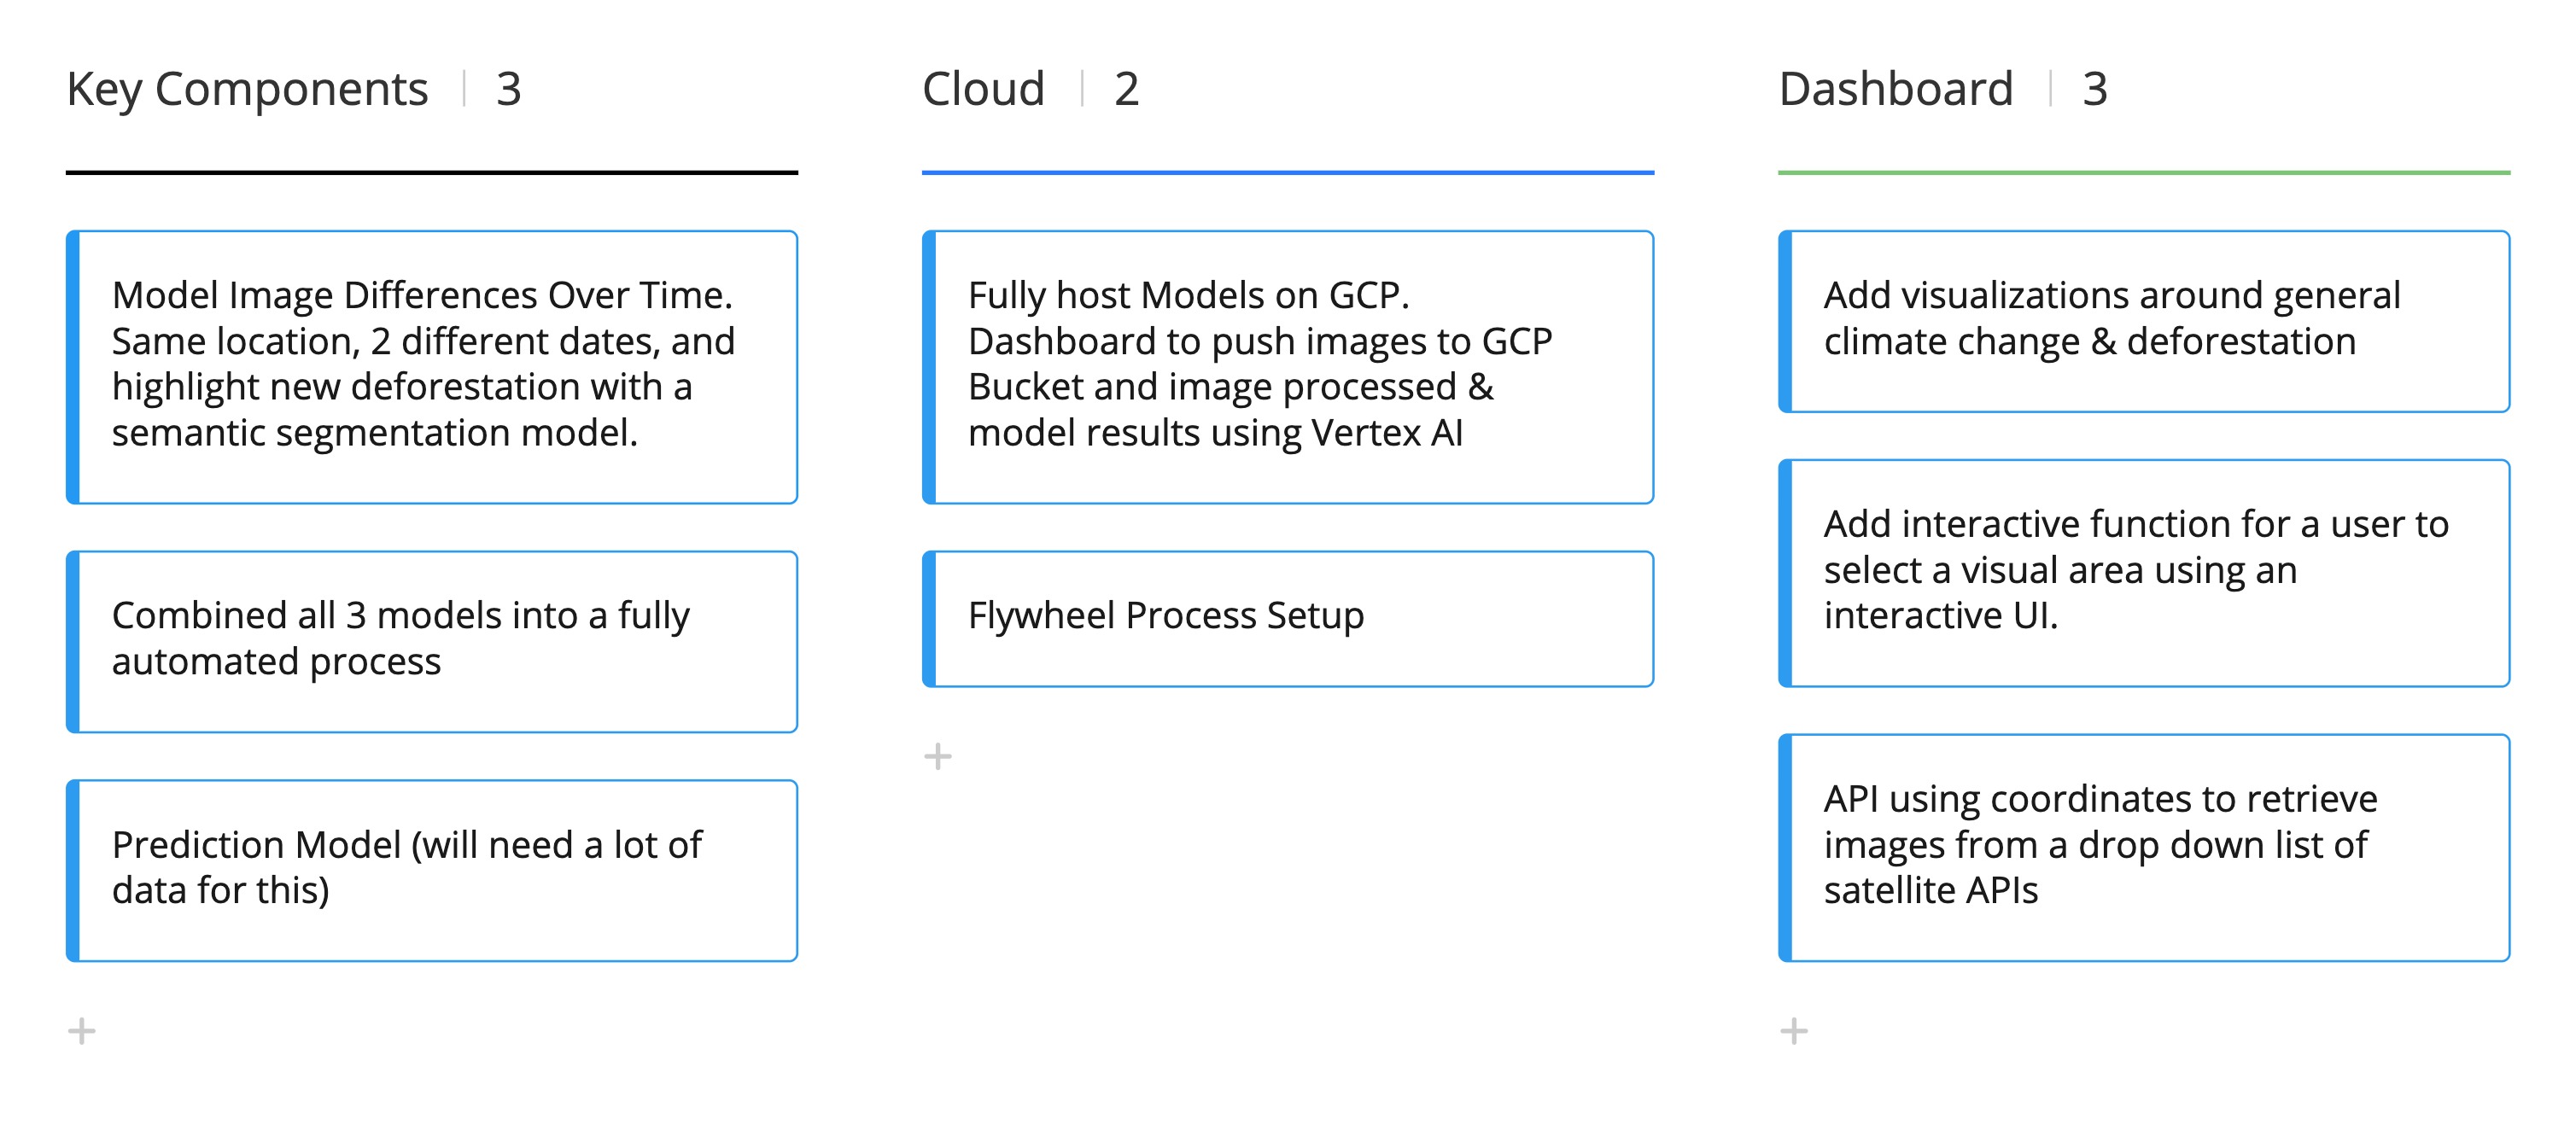 Key Components | 3
Model Image Differences Over Time.
Same location, 2 different dates, and
highlight new deforestation with a
semantic segmentation model.
Combined all 3 models into a fully
automated process
Prediction Model (will need a lot of
data for this)
Cloud | 2
Fully host Models on GCP.
Dashboard to push images to GCP
Bucket and image processed &
model results using Vertex AI
Flywheel Process Setup
Dashboard | 3
Add visualizations around general
climate change & deforestation
Add interactive function for a user to
select a visual area using an
interactive UI.
API using coordinates to retrieve
images from a drop down list of
satellite APIs